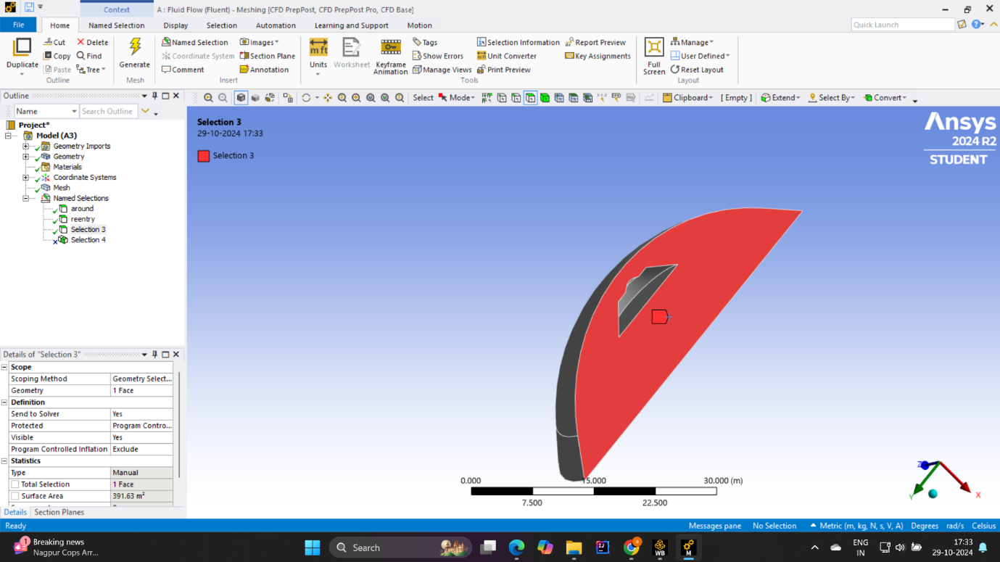 Context
A : Fluid Flow (Fluent) - Meshing [CFD PrepPost, CFD PrepPost Pro, CFD Base]
File Home Named Selection Display Selection Automation Learning and Support Motion Quick Launch
Cut Delete Named Selection Images Tags Selection Information Report Preview Manage
Copy Find Coordinate System Section Plane Show Errors Unit Converter Key Assignments User Defined
Paste Tree Comment Annotation Manage Views Print Preview Reset Layout
Duplicate Generate Units Worksheet Keyframe Animation Full Screen
Outline Mesh Insert Tools Layout
Outline
Select Mode Clipboard [ Empty ] Extend Select By Convert
Name Search Outline
Project*
Model (A3)
Geometry Imports
Geometry
Materials
Coordinate Systems
Mesh
Named Selections
around
reentry
Selection 3
Selection 4
Selection 3
29-10-2024 17:33
Selection 3
Ansys
2024 R2
STUDENT
Details of "Selection 3"
Scope
Scoping Method Geometry Select...
Geometry 1 Face
Definition
Send to Solver Yes
Protected Program Contro...
Visible Yes
Program Controlled Inflation Exclude
Statistics
Type Manual
Total Selection 1 Face
Surface Area 391.63 m²
Details Section Planes
0.000 15.000 30.000 (m)
7.500 22.500
Z Y X
Ready Messages pane No Selection Metric (m, kg, N, s, V, A) Degrees rad/s Celsius
1 Breaking news
Nagpur Cops Arr...
Search
WB
M
ENG
IN
17:33
29-10-2024